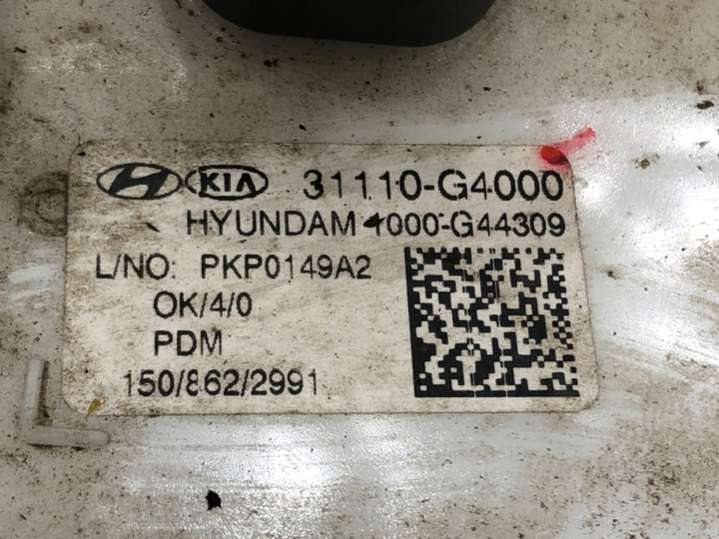 KIA 31110-G4000
HYUNDAM 4000-G44309
L/NO: PKP0149A2
OK/4/0
PDM
150/862/2991